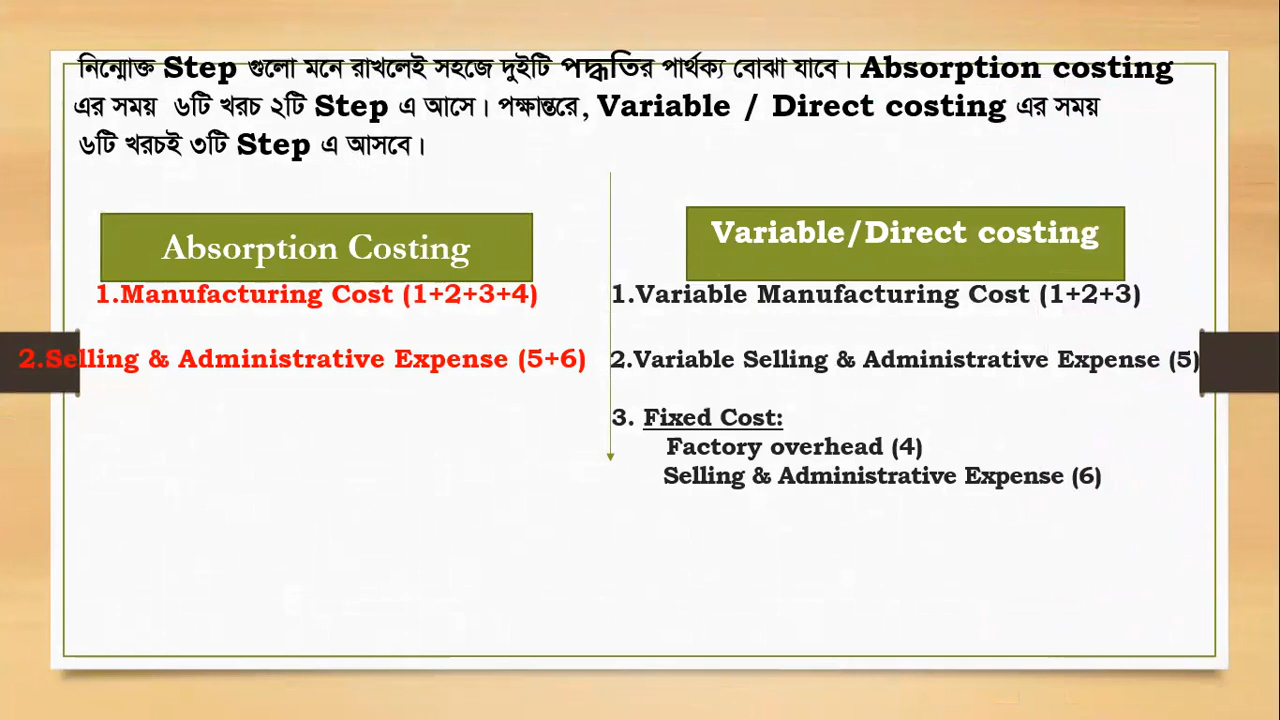 নিন্মোক্ত Step গুলো মনে রাখলেই সহজে দুইটি পদ্ধতির পার্থক্য বোঝা যাবে। Absorption costing
এর সময় ৬টি খরচ ২টি Step এ আসে। পক্ষান্তরে, Variable / Direct costing এর সময়
৬টি খরচই ৩টি Step এ আসবে।
Absorption Costing
1.Manufacturing Cost (1+2+3+4)
2.Selling & Administrative Expense (5+6)
Variable/Direct costing
1.Variable Manufacturing Cost (1+2+3)
2.Variable Selling & Administrative Expense (5)
3. Fixed Cost:
Factory overhead (4)
Selling & Administrative Expense (6)